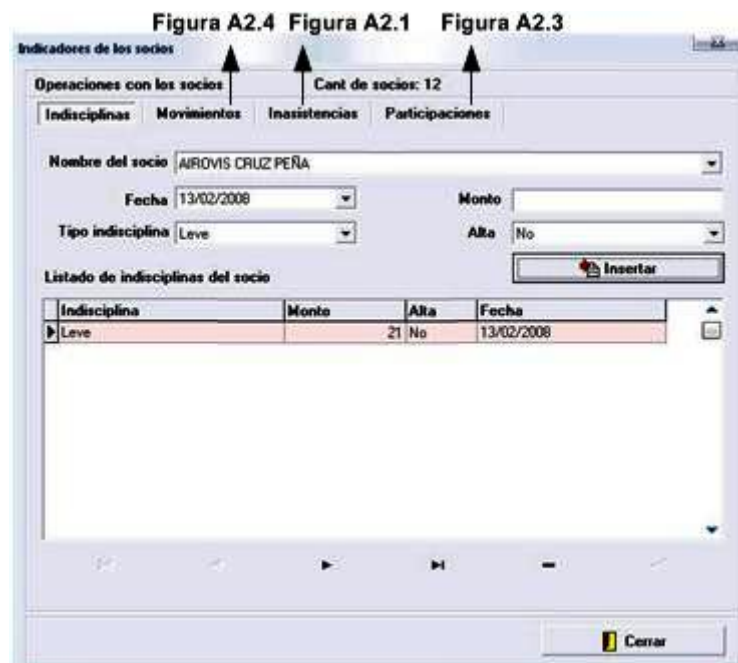 Figura A2.4 Figura A2.1 Figura A2.3
Indicadores de los socios
Operaciones con los socios Cant de socios: 12
Indisciplinas Movimientos Inasistencias Participaciones
Nombre del socio AIROVIS CRUZ PEÑA
Fecha 13/02/2008 Monto
Tipo indisciplina Leve Alta No
Insertar
Listado de indisciplinas del socio
Indisciplina Monto Alta Fecha
Leve 21 No 13/02/2008
Cerrar